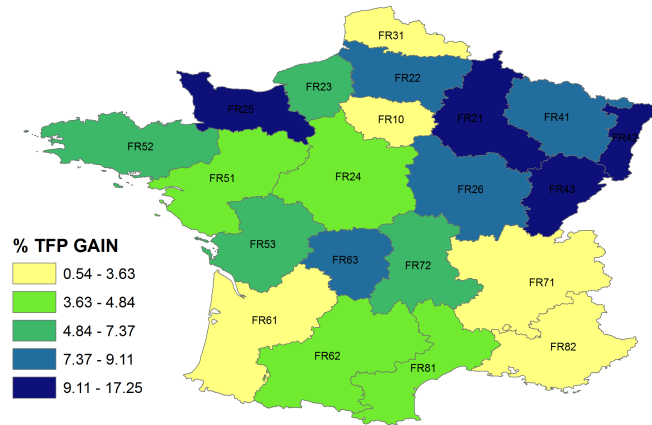 FR31
FR22
FR23
FR25
FR10
FR21
FR41
FR42
FR52
FR51
FR24
FR26
FR43
FR53
FR63
FR72
FR71
FR61
FR62
FR81
FR82
% TFP GAIN
0.54 - 3.63
3.63 - 4.84
4.84 - 7.37
7.37 - 9.11
9.11 - 17.25